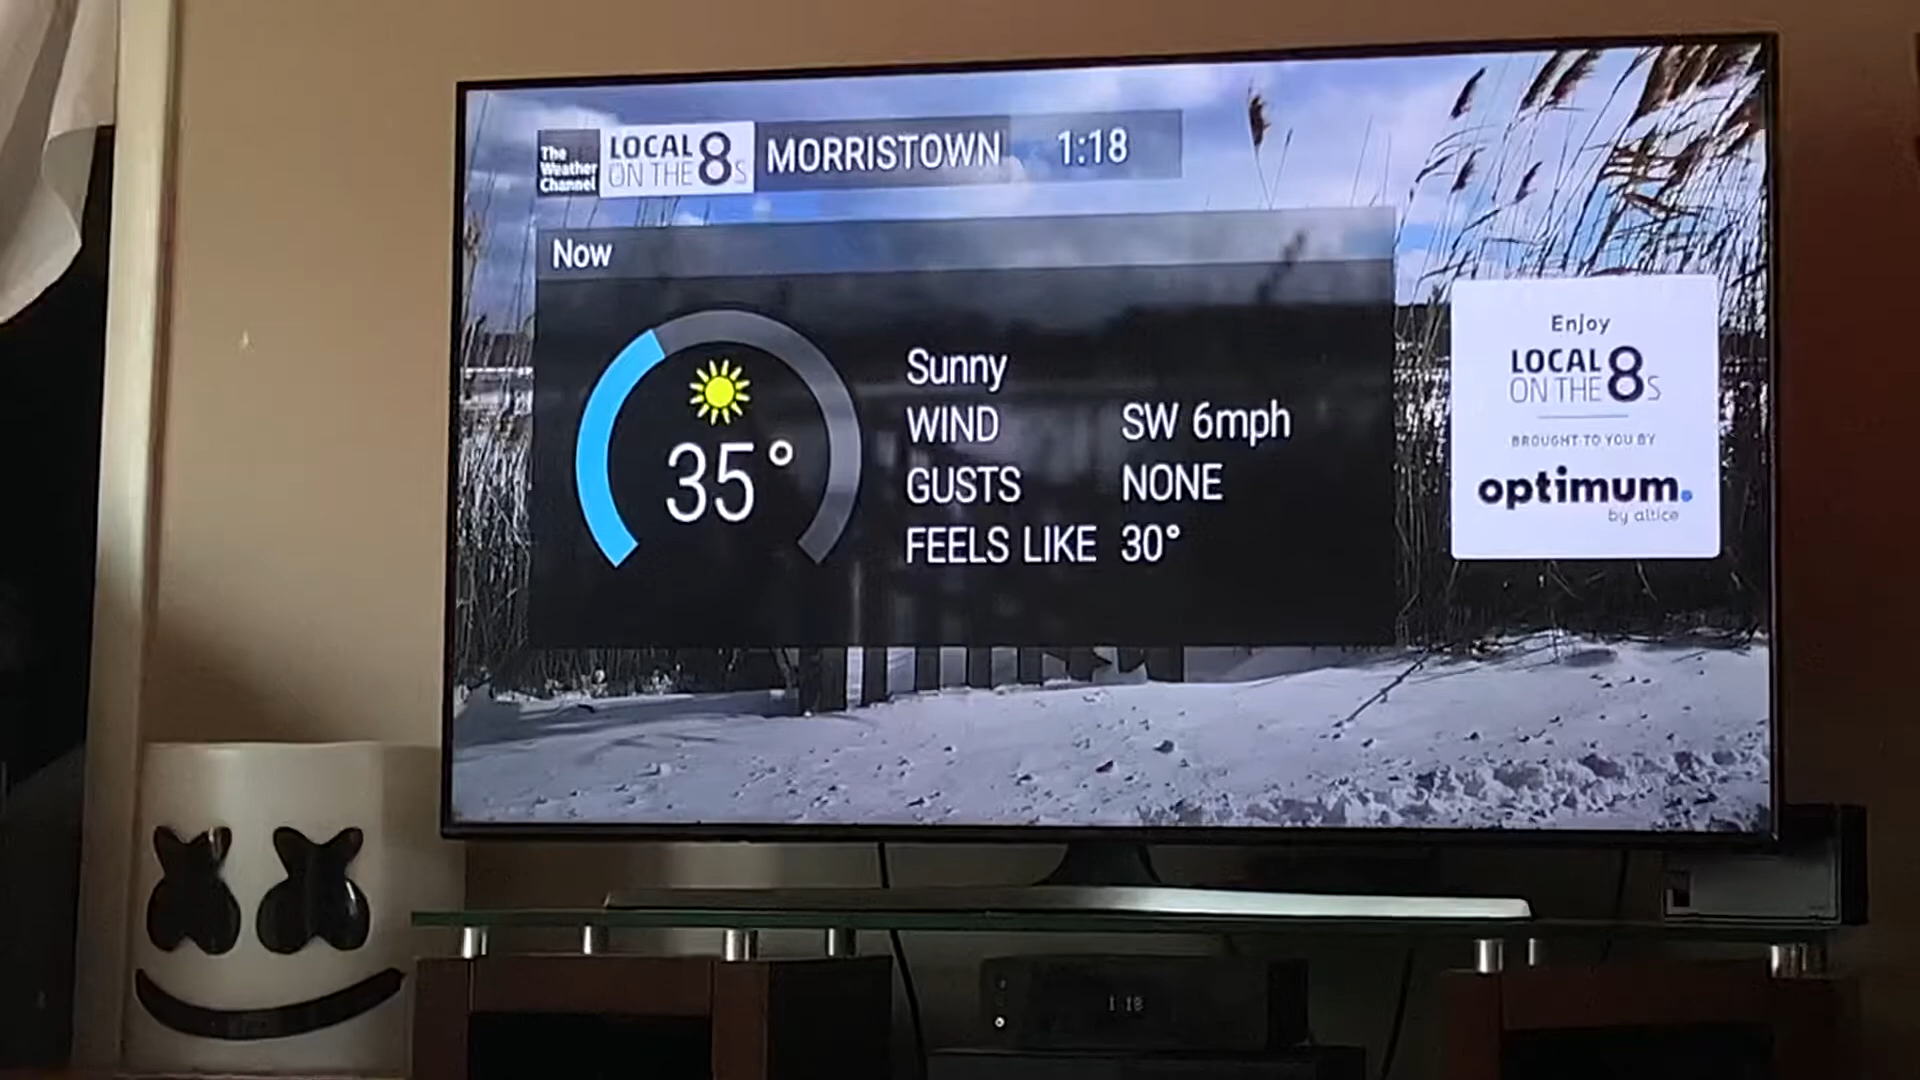 The Weather Channel
LOCAL ON THE 8s
MORRISTOWN 1:18
Now
35°
Sunny
WIND SW 6mph
GUSTS NONE
FEELS LIKE 30°
Enjoy
LOCAL
ON THE 8s
BROUGHT TO YOU BY
optimum.
by altice
1:18